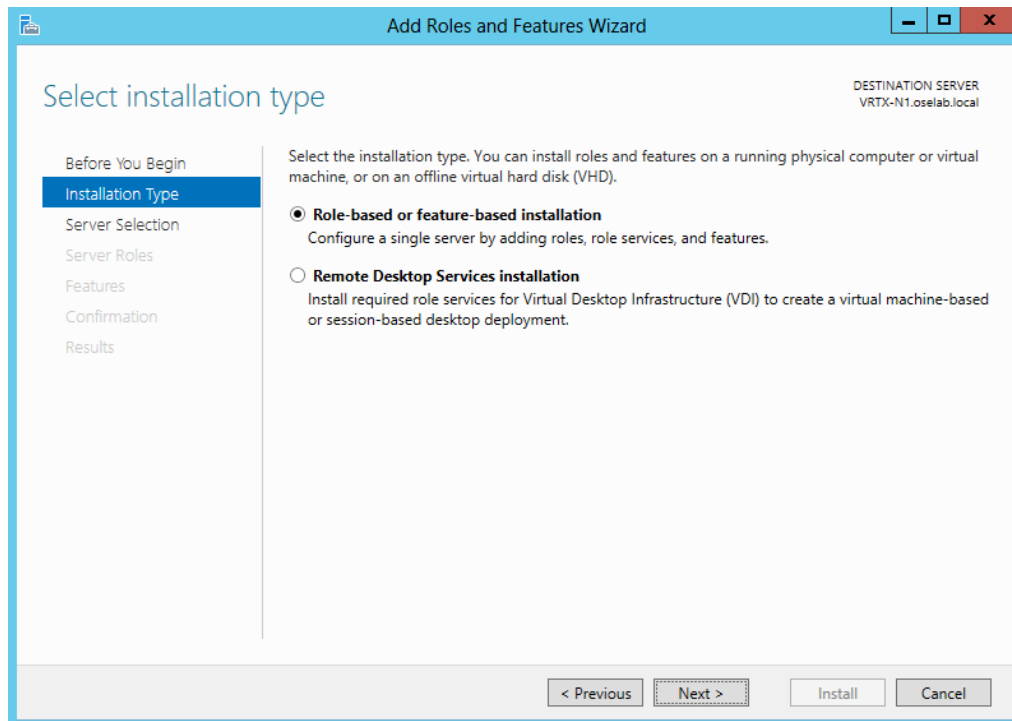 Add Roles and Features Wizard
Select installation type
DESTINATION SERVER
VRTX-N1.oselab.local
Before You Begin
Installation Type
Server Selection
Server Roles
Features
Confirmation
Results
Select the installation type. You can install roles and features on a running physical computer or virtual
machine, or on an offline virtual hard disk (VHD).
Role-based or feature-based installation
Configure a single server by adding roles, role services, and features.
Remote Desktop Services installation
Install required role services for Virtual Desktop Infrastructure (VDI) to create a virtual machine-based
or session-based desktop deployment.
< Previous
Next >
Install
Cancel